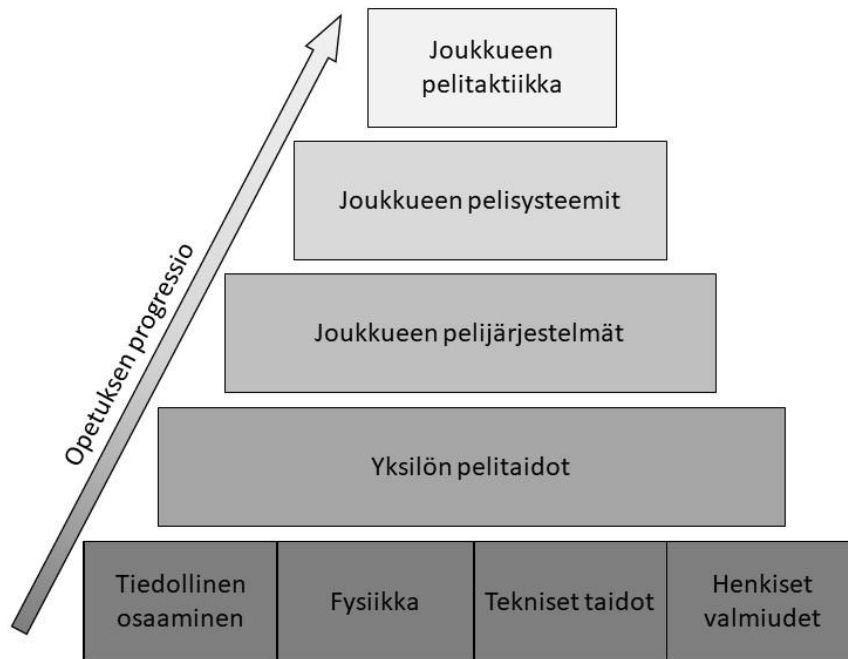 Joukkueen
pelitaktiikka
Joukkueen pelisysteemit
Opetuksen progressio
Joukkueen pelijärjestelmät
Yksilön pelitaidot
Tiedollinen
osaaminen
Fysiikka
Tekniset taidot
Henkiset
valmiudet